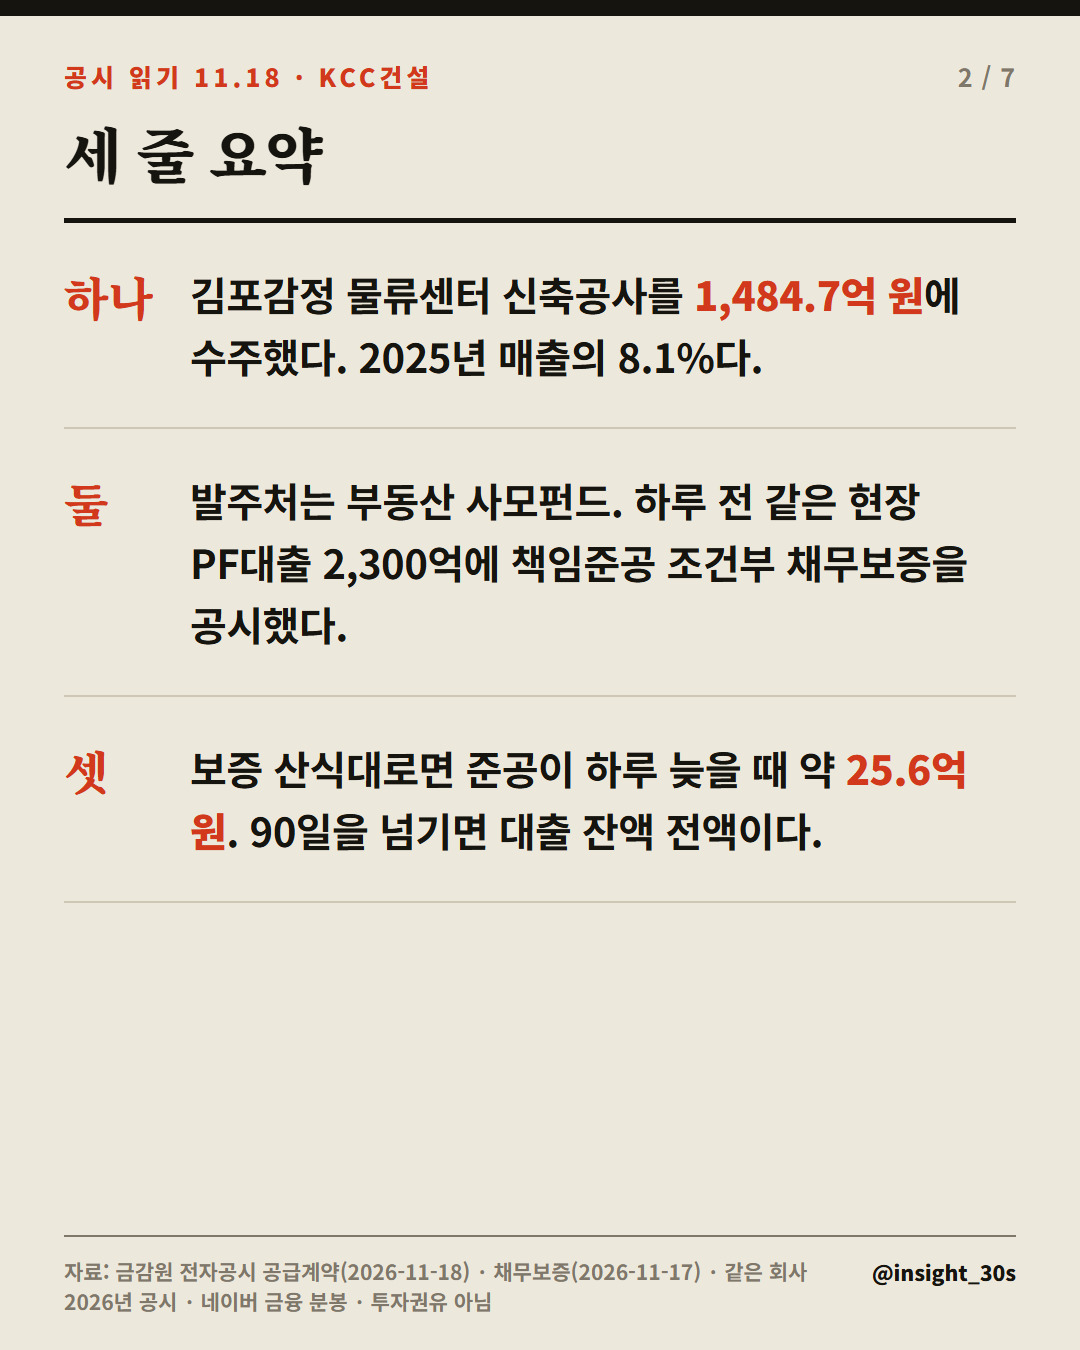 공시 읽기 11.18 · KCC건설
2 / 7
세 줄 요약
하나
김포감정 물류센터 신축공사를 1,484.7억 원에
수주했다. 2025년 매출의 8.1%다.
둘
발주처는 부동산 사모펀드. 하루 전 같은 현장
PF대출 2,300억에 책임준공 조건부 채무보증을
공시했다.
셋
보증 산식대로면 준공이 하루 늦을 때 약 25.6억
원. 90일을 넘기면 대출 잔액 전액이다.
자료: 금감원 전자공시 공급계약(2026-11-18) · 채무보증(2026-11-17) · 같은 회사
2026년 공시 · 네이버 금융 분봉 · 투자권유 아님
@insight_30s